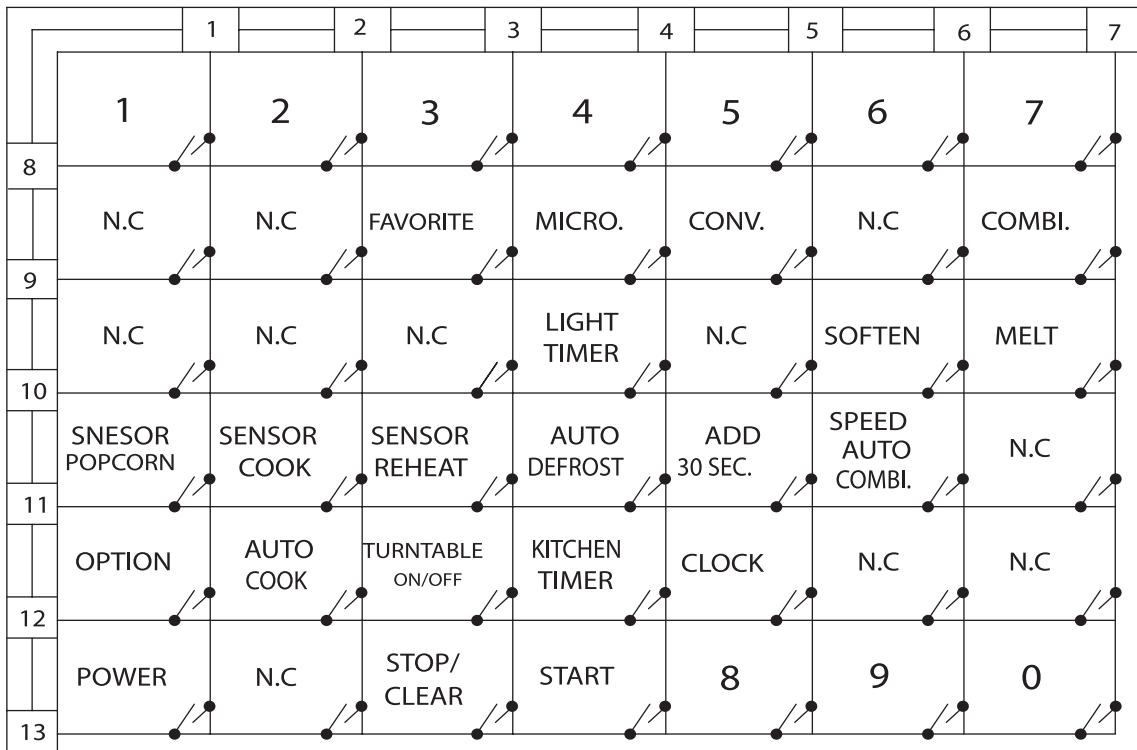 1 2 3 4 5 6 7
1 2 3 4 5 6 7
8
N.C N.C FAVORITE MICRO. CONV. N.C COMBI.
9
N.C N.C N.C LIGHT TIMER N.C SOFTEN MELT
10
SNESOR POPCORN SENSOR COOK SENSOR REHEAT AUTO DEFROST ADD 30 SEC. SPEED AUTO COMBI. N.C
11
OPTION AUTO COOK TURNTABLE ON/OFF KITCHEN TIMER CLOCK N.C N.C
12
POWER N.C STOP/ CLEAR START 8 9 0
13